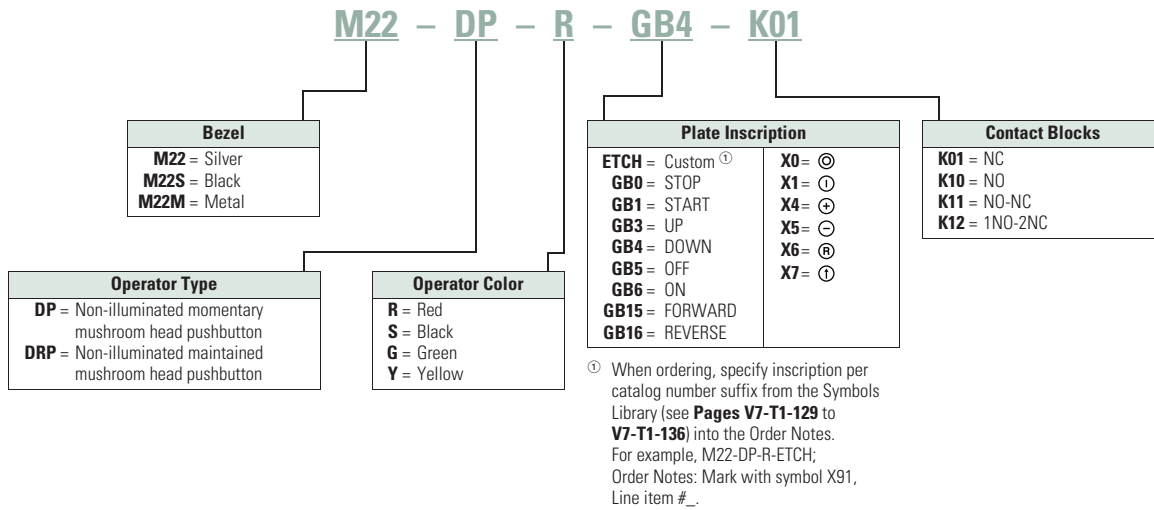 M22 – DP – R – GB4 – K01
Bezel
M22 = Silver
M22S = Black
M22M = Metal
Operator Type
DP = Non-illuminated momentary
mushroom head pushbutton
DRP = Non-illuminated maintained
mushroom head pushbutton
Operator Color
R = Red
S = Black
G = Green
Y = Yellow
Plate Inscription
ETCH = Custom ①
GB0 = STOP
GB1 = START
GB3 = UP
GB4 = DOWN
GB5 = OFF
GB6 = ON
GB15 = FORWARD
GB16 = REVERSE
X0 = ◎
X1 = Ⓘ
X4 = ⊕
X5 = ⊖
X6 = Ⓡ
X7 = ⦶
Contact Blocks
K01 = NC
K10 = NO
K11 = NO-NC
K12 = 1NO-2NC
① When ordering, specify inscription per
catalog number suffix from the Symbols
Library (see Pages V7-T1-129 to
V7-T1-136) into the Order Notes.
For example, M22-DP-R-ETCH;
Order Notes: Mark with symbol X91,
Line item #_.